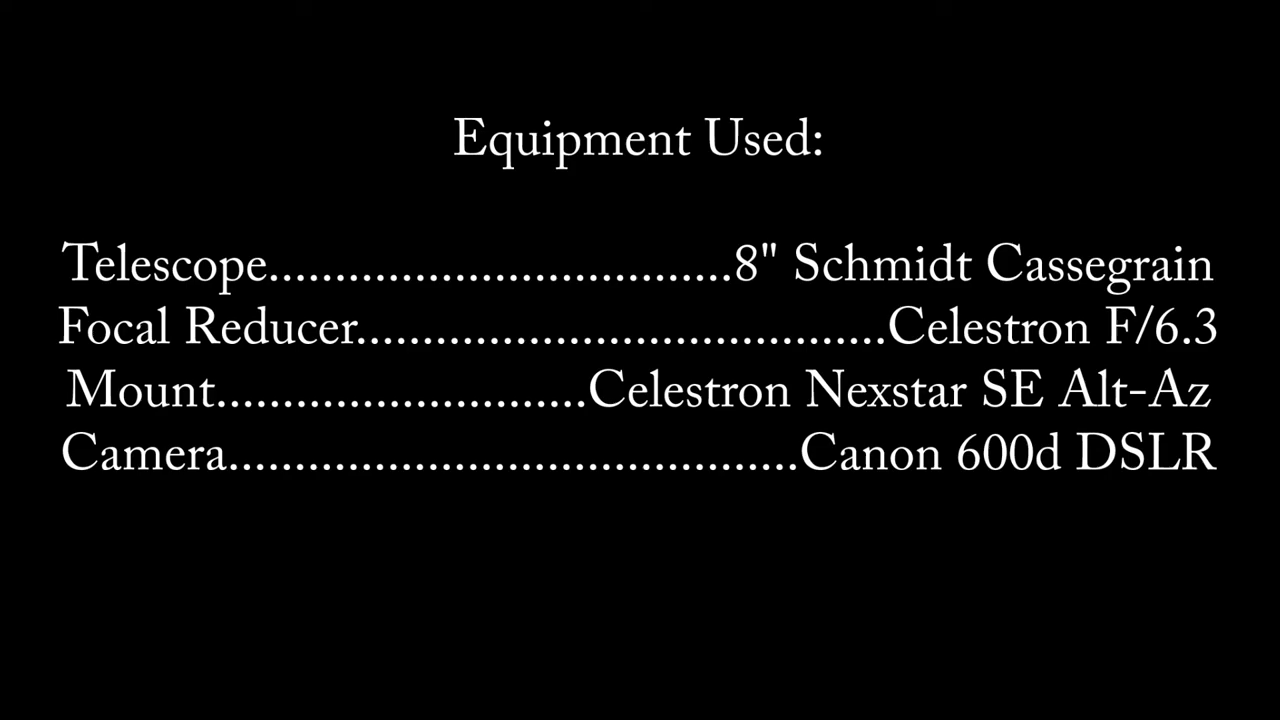 Equipment Used:
Telescope...................................8" Schmidt Cassegrain
Focal Reducer........................................Celestron F/6.3
Mount............................Celestron Nexstar SE Alt-Az
Camera...........................................Canon 600d DSLR